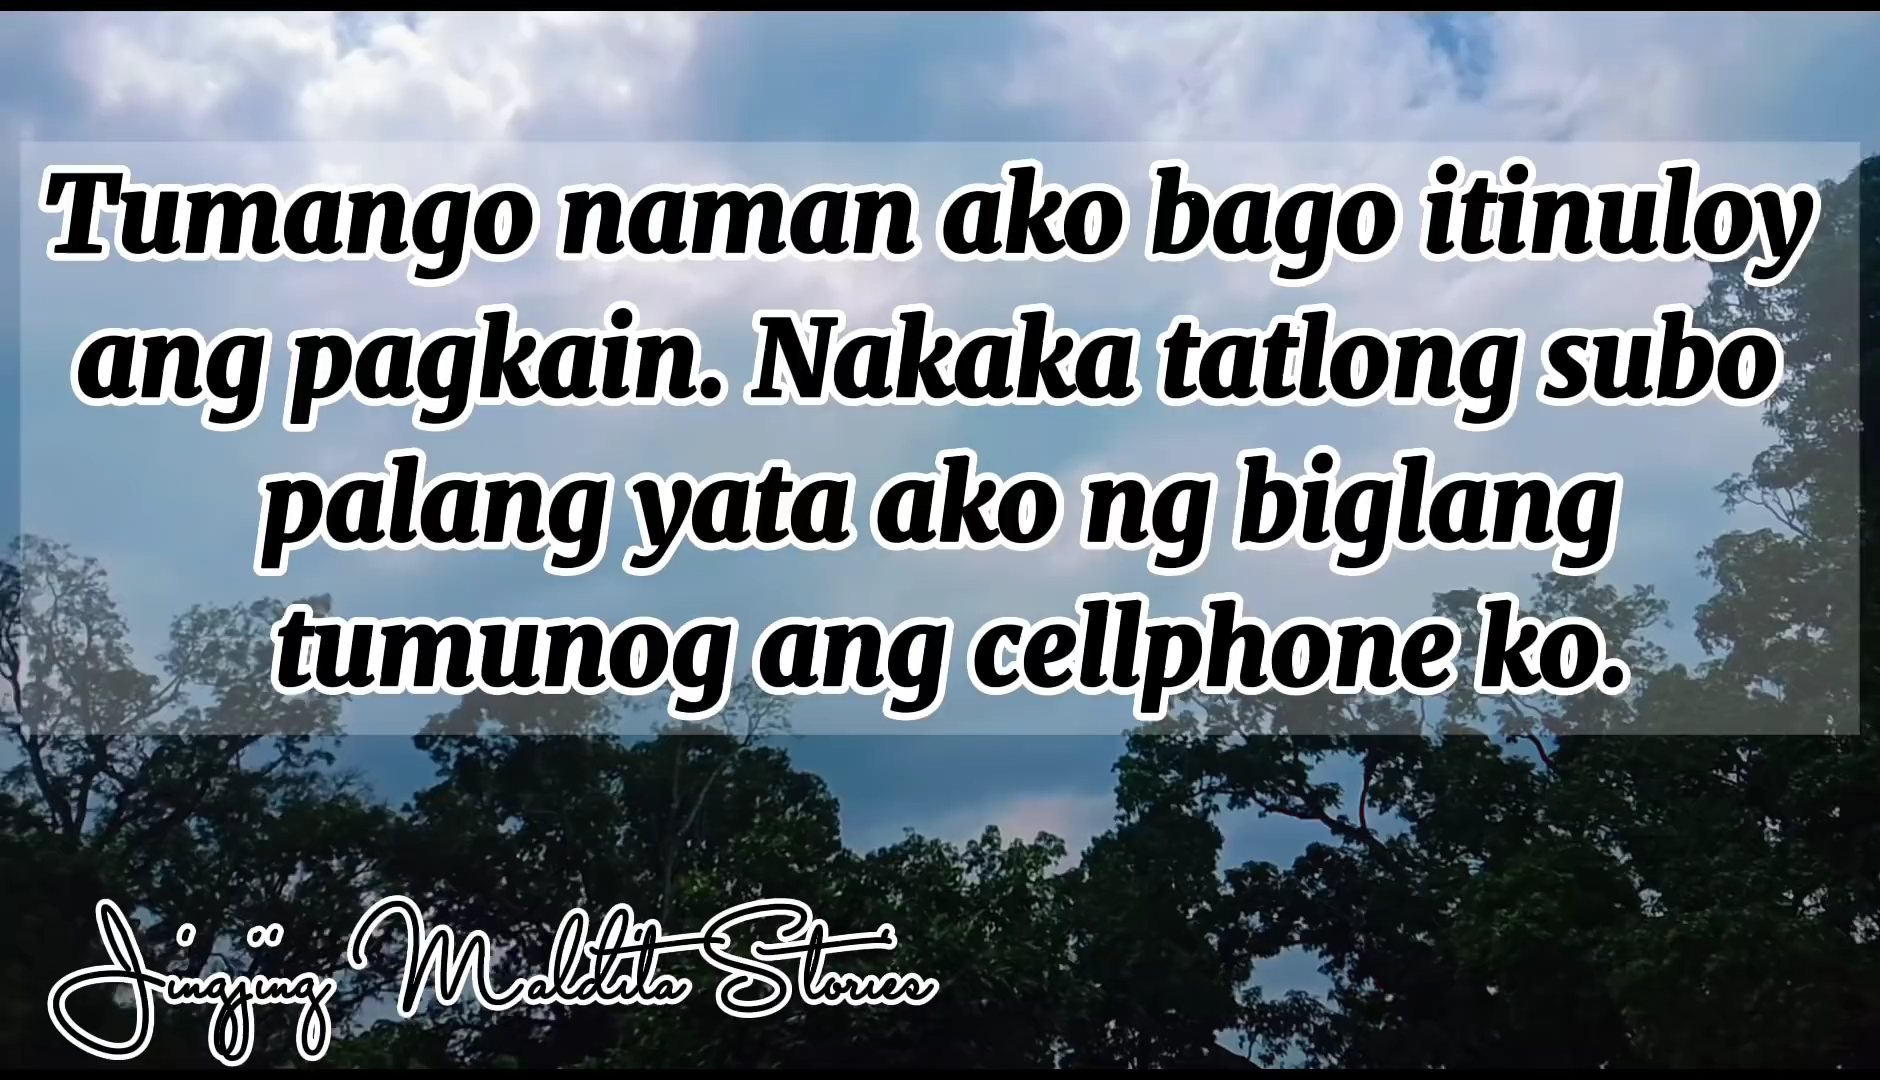 Tumango naman ako bago itinuloy
ang pagkain. Nakaka tatlong subo
palang yata ako ng biglang
tumunog ang cellphone ko.
Jingjing Maldita Stories